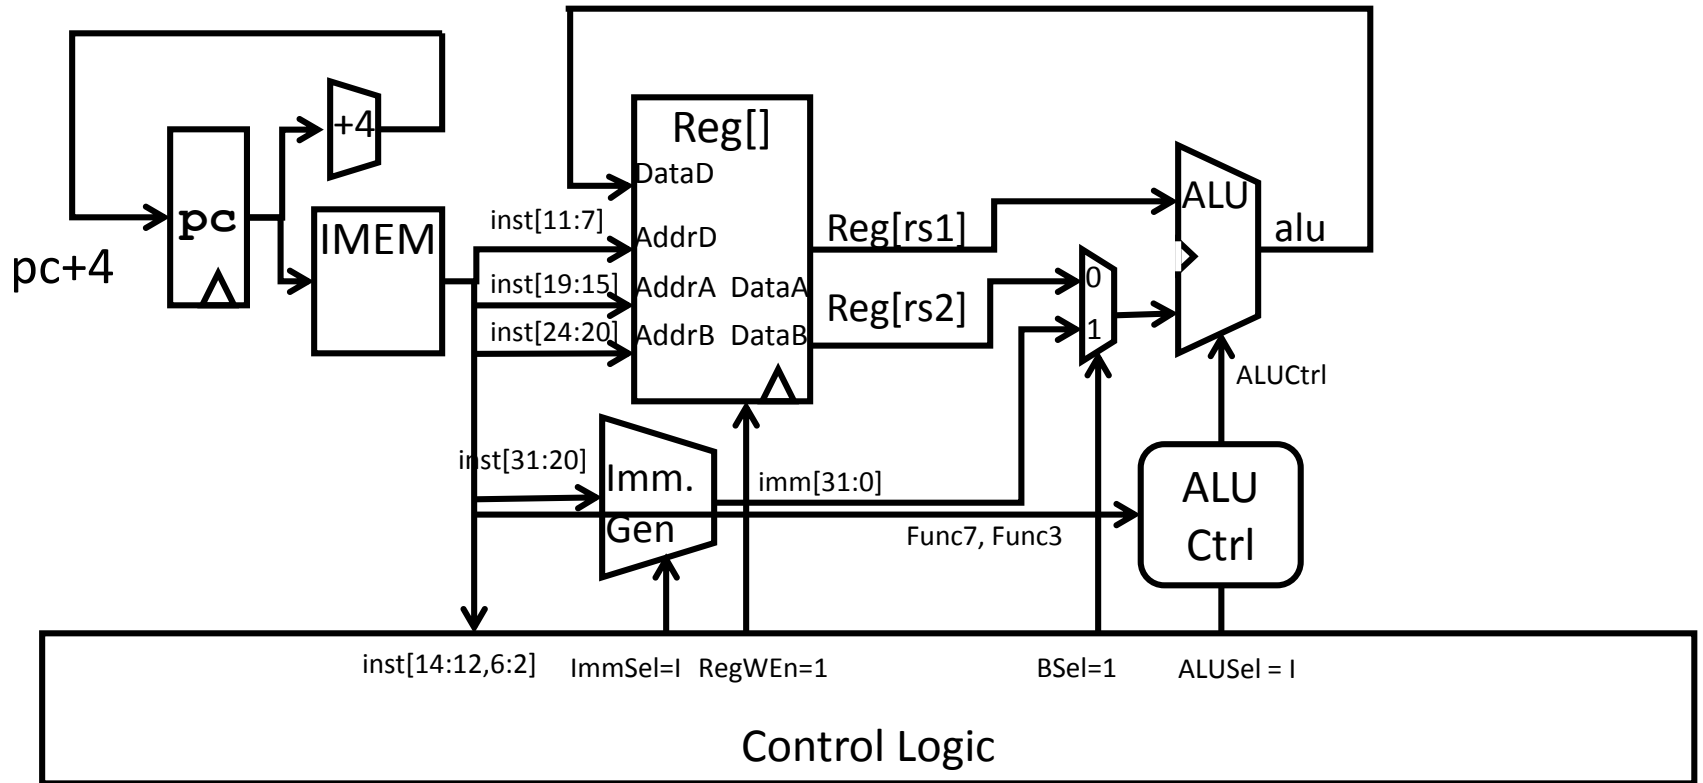 +4
Reg[]
DataD
pc
IMEM
inst[11:7]
AddrD
Reg[rs1]
ALU
alu
pc+4
inst[19:15]
AddrA DataA
0
inst[24:20]
AddrB DataB
Reg[rs2]
1
ALUCtrl
inst[31:20]
Imm.
Gen
imm[31:0]
ALU
Ctrl
Func7, Func3
inst[14:12,6:2] ImmSel=I RegWEn=1 BSel=1 ALUSel = I
Control Logic